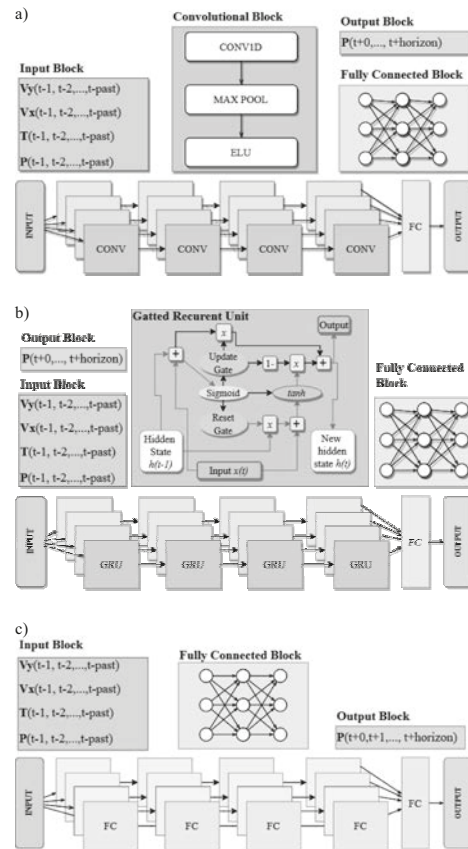 a)
Convolutional Block
CONV1D
MAX POOL
ELU
Output Block
P(t+0,..., t+horizon)
Input Block
Vy(t-1, t-2,...,t-past)
Vx(t-1, t-2,...,t-past)
T(t-1, t-2,...,t-past)
P(t-1, t-2,...,t-past)
Fully Connected Block
INPUT
CONV
CONV
CONV
CONV
FC
OUTPUT
b)
Gatted Recurent Unit
Output Block
P(t+0,..., t+horizon)
Input Block
Vy(t-1, t-2,...,t-past)
Vx(t-1, t-2,...,t-past)
T(t-1, t-2,...,t-past)
P(t-1, t-2,...,t-past)
Output
x
+
Update
Gate
1-
x
+
Sigmoid
tanh
Reset
Gate
x
+
Hidden
State
h(t-1)
Input x(t)
New
hidden
state h(t)
Fully Connected
Block
INPUT
GRU
GRU
GRU
GRU
FC
OUTPUT
c)
Input Block
Vy(t-1, t-2,...,t-past)
Vx(t-1, t-2,...,t-past)
T(t-1, t-2,...,t-past)
P(t-1, t-2,...,t-past)
Fully Connected Block
Output Block
P(t+0,t+1,..., t+horizon)
INPUT
FC
FC
FC
FC
FC
OUTPUT